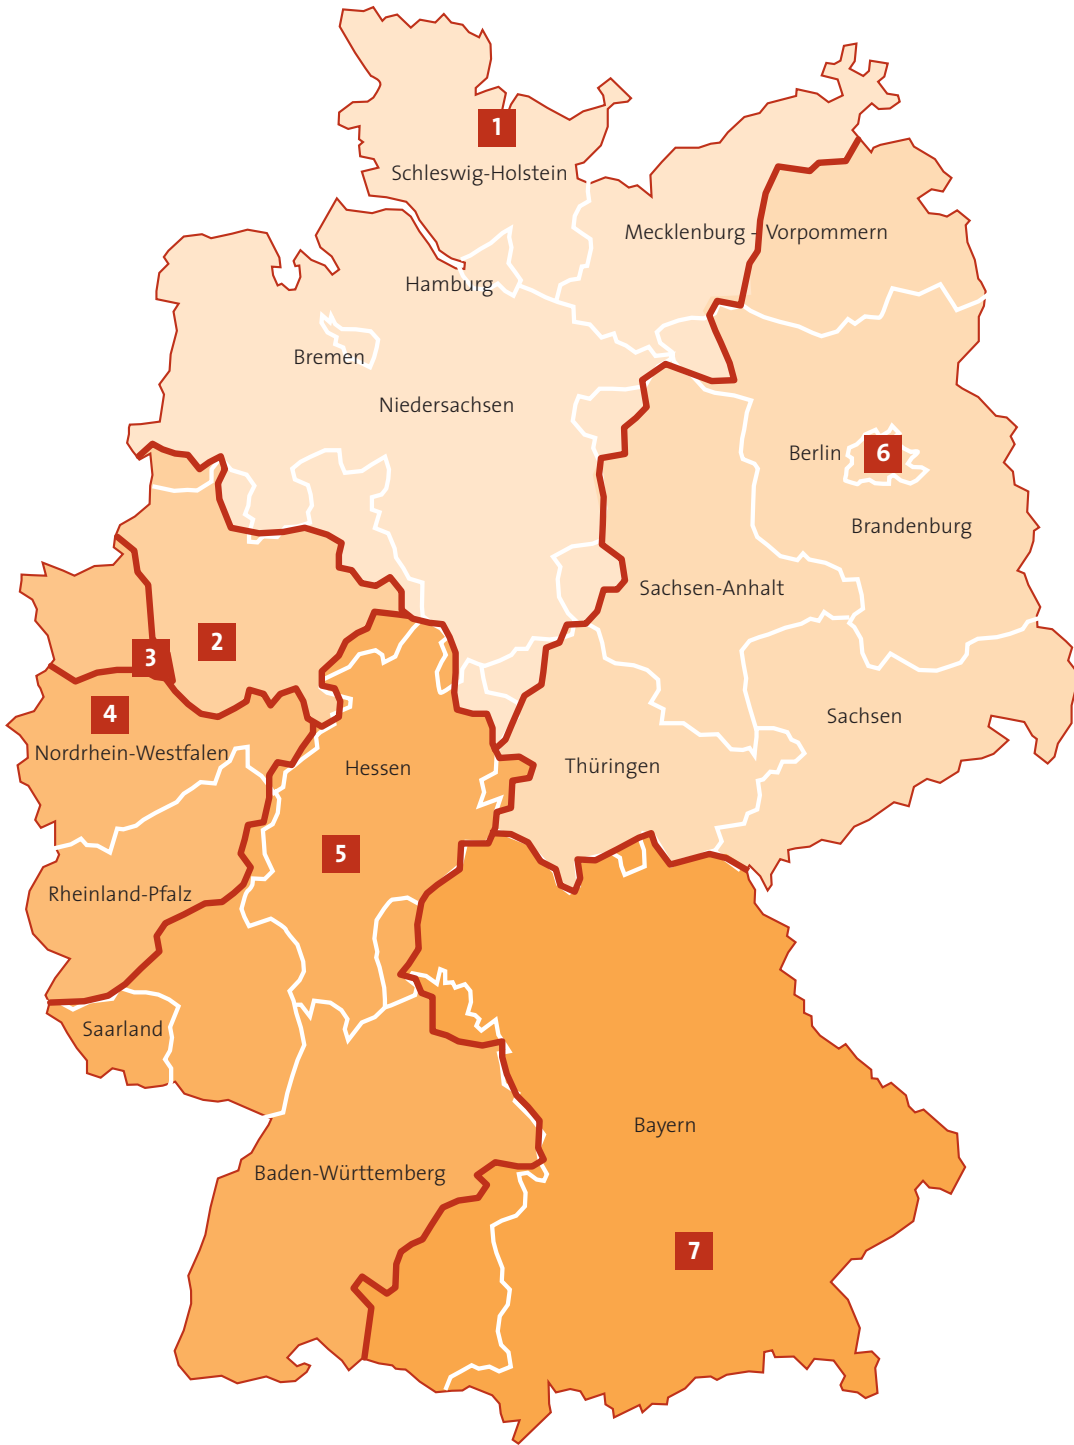 1
Schleswig-Holstein
Mecklenburg - Vorpommern
Hamburg
Bremen
Niedersachsen
Berlin
6
Brandenburg
Sachsen-Anhalt
2
3
4
Sachsen
Nordrhein-Westfalen
Hessen
Thüringen
5
Rheinland-Pfalz
Saarland
Bayern
Baden-Württemberg
7